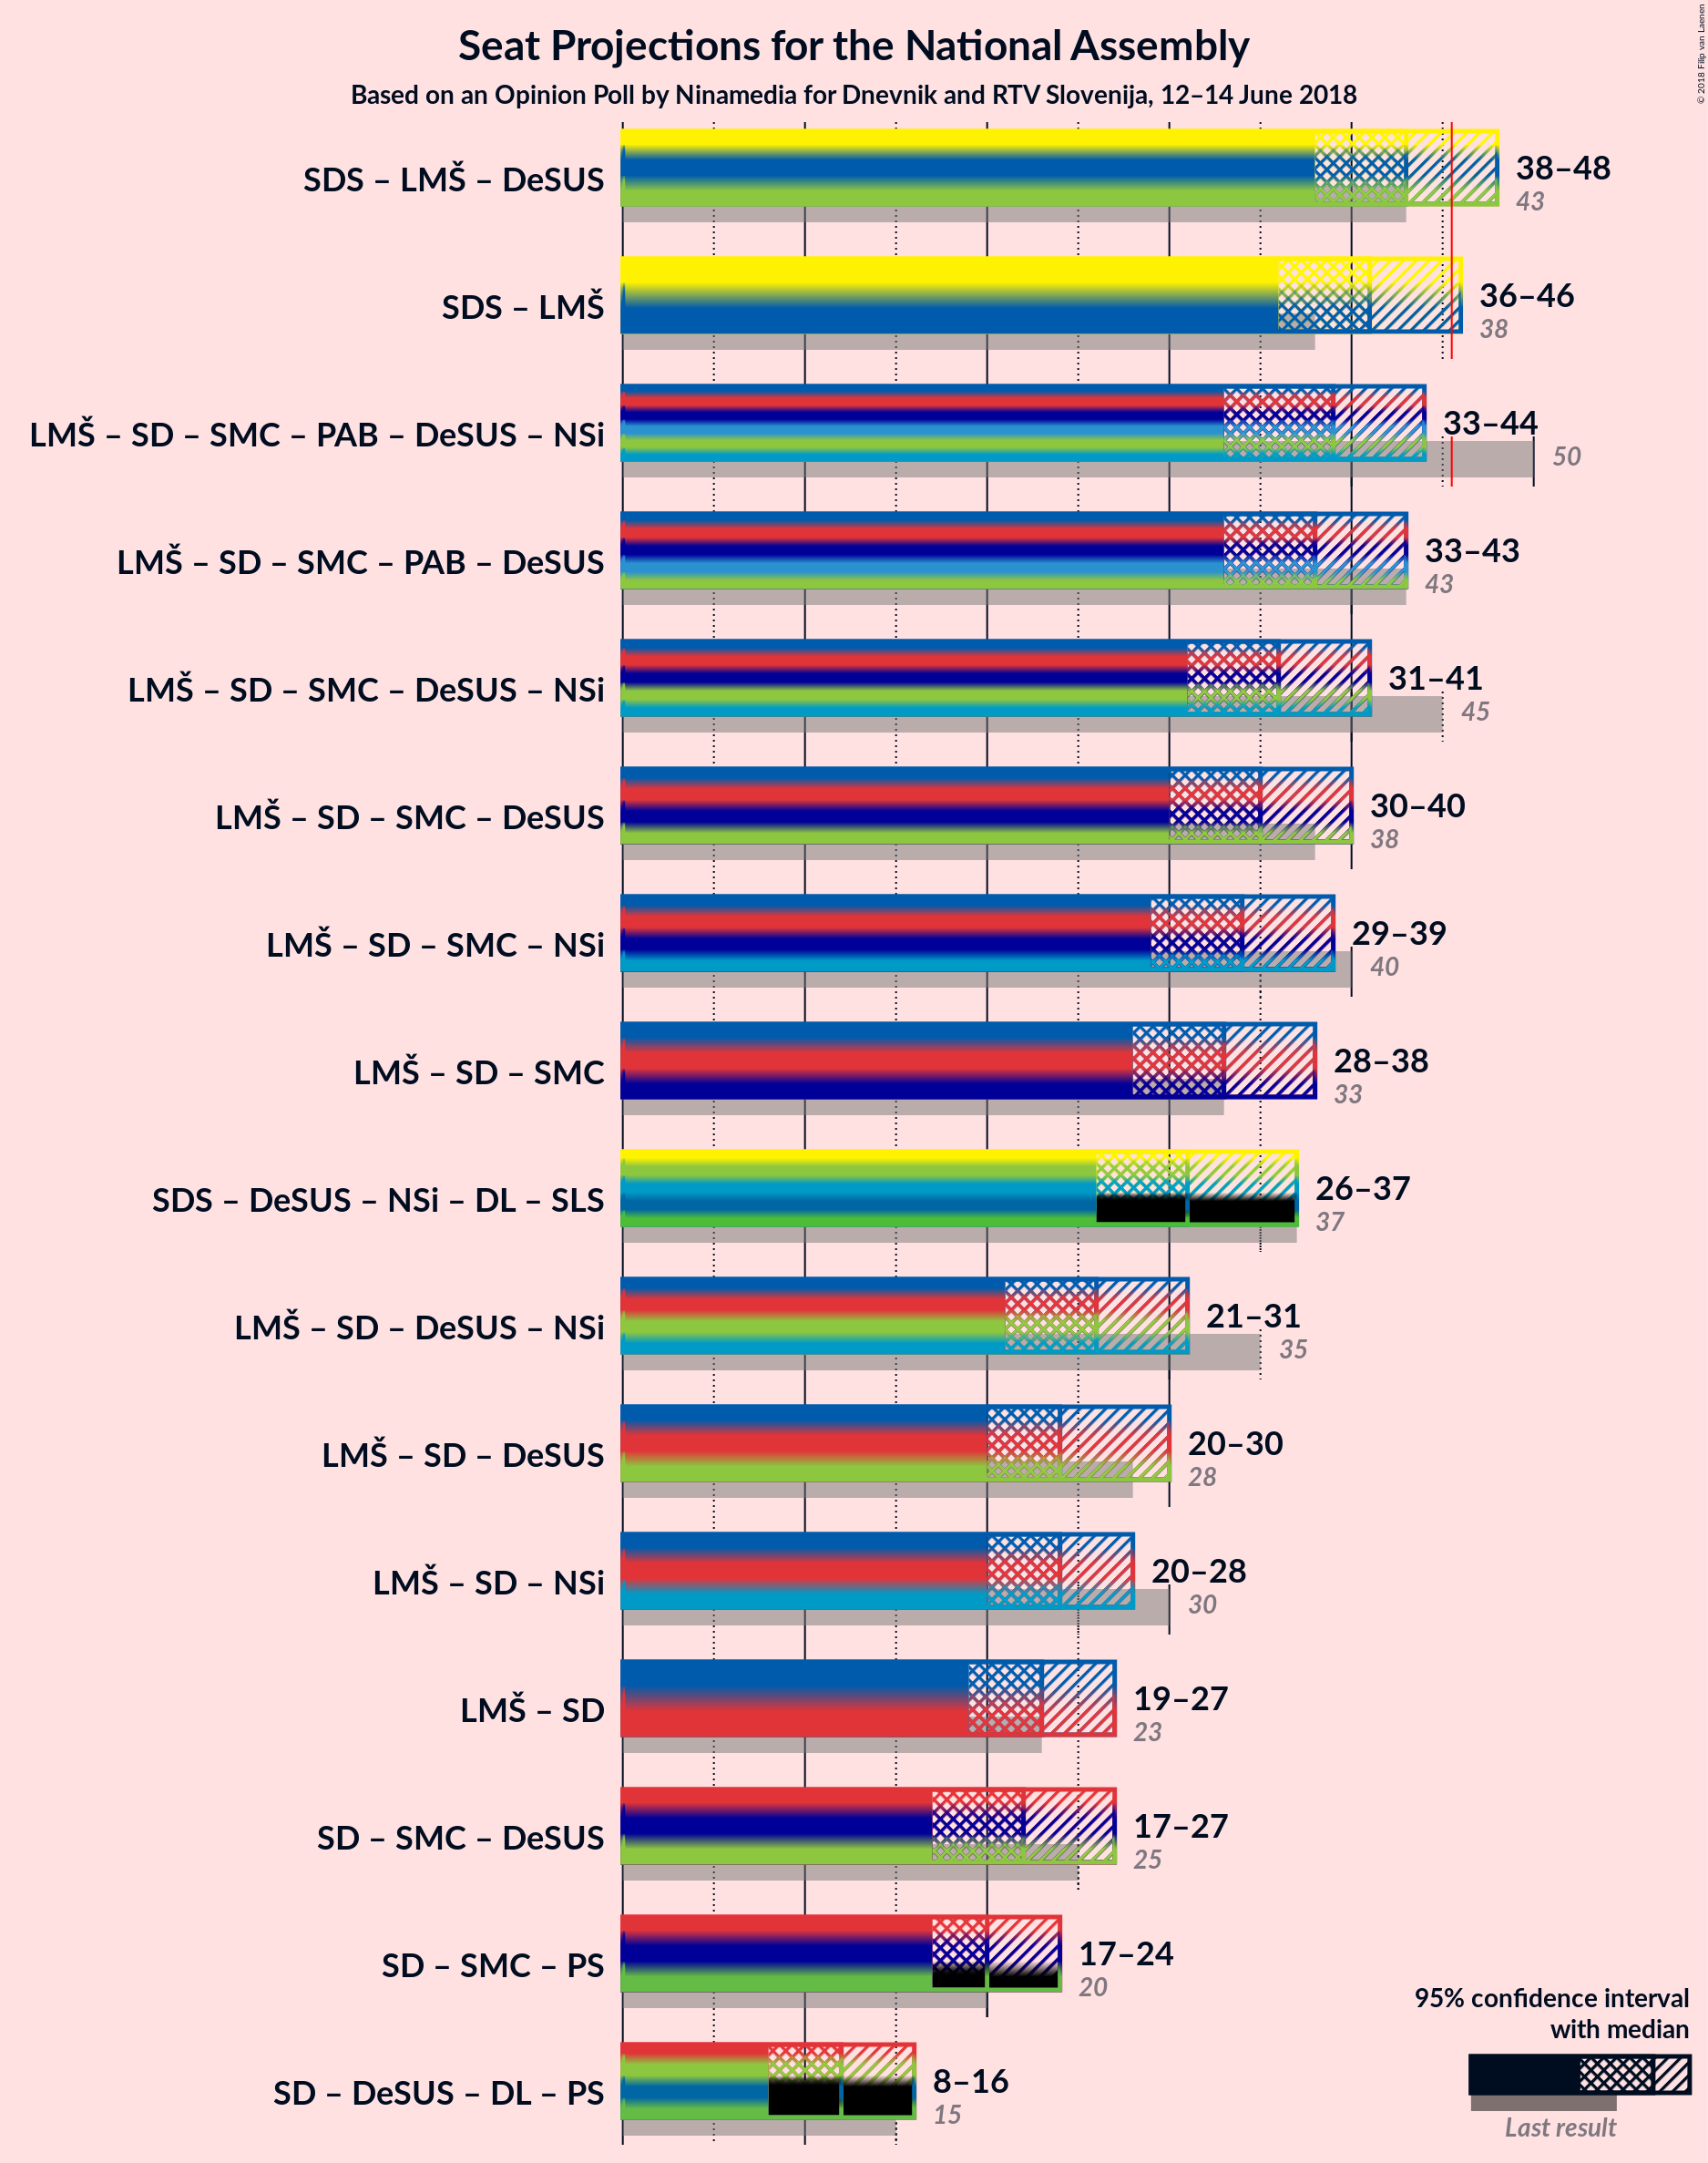 Seat Projections for the National Assembly
Based on an Opinion Poll by Ninamedia for Dnevnik and RTV Slovenija, 12–14 June 2018
© 2018 Filip van Laenen
SDS – LMŠ – DeSUS
38–48
43
SDS – LMŠ
36–46
38
LMŠ – SD – SMC – PAB – DeSUS – NSi
33–44
50
LMŠ – SD – SMC – PAB – DeSUS
33–43
43
LMŠ – SD – SMC – DeSUS – NSi
31–41
45
LMŠ – SD – SMC – DeSUS
30–40
38
LMŠ – SD – SMC – NSi
29–39
40
LMŠ – SD – SMC
28–38
33
SDS – DeSUS – NSi – DL – SLS
26–37
37
LMŠ – SD – DeSUS – NSi
21–31
35
LMŠ – SD – DeSUS
20–30
28
LMŠ – SD – NSi
20–28
30
LMŠ – SD
19–27
23
SD – SMC – DeSUS
17–27
25
SD – SMC – PS
17–24
20
SD – DeSUS – DL – PS
8–16
15
95% confidence interval
with median
Last result